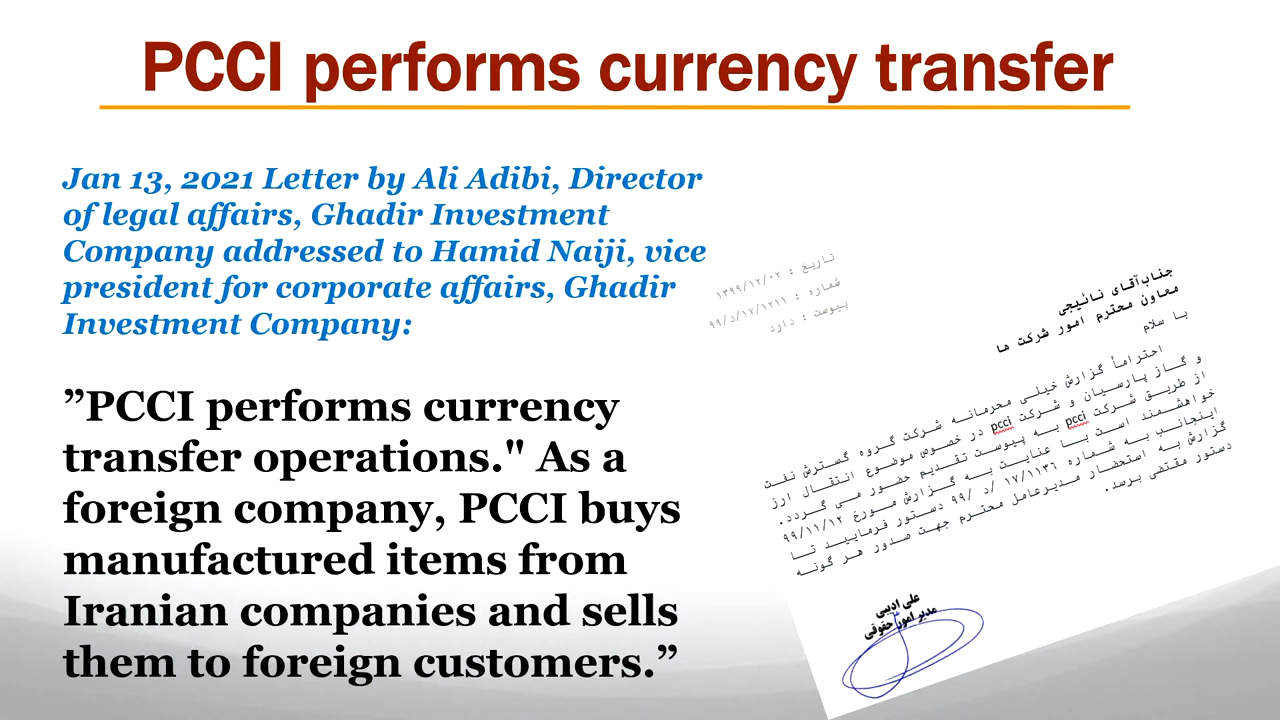 PCCI performs currency transfer
Jan 13, 2021 Letter by Ali Adibi, Director
of legal affairs, Ghadir Investment
Company addressed to Hamid Naiji, vice
president for corporate affairs, Ghadir
Investment Company:
”PCCI performs currency
transfer operations." As a
foreign company, PCCI buys
manufactured items from
Iranian companies and sells
them to foreign customers.”
تاریخ : ۱۳۹۹/۱۲/۰۲
شماره : ۹۹/د/۱۷/۱۲۱۱
پیوست : دارد
جناب‌آقای نائیجی
معاون محترم امور شرکت ها
با سلام
احتراماً گزارش خیلی محرمانه شرکت گروه گسترش نفت
و گاز پارسیان و شرکت pcci در خصوص موضوع انتقال ارز
از طریق شرکت pcci به پیوست تقدیم حضور می گردد.
خواهشمند است با عنایت به گزارش مورخ ۹۹/۱۱/۱۲
اینجانب به شماره ۱۷/۱۱۳۶ /د /۹۹ دستور فرمایید تا
گزارش به استحضار مدیرعامل محترم جهت صدور هر گونه
دستور مقتضی برسد.
علی ادیبی
مدیر امور حقوقی